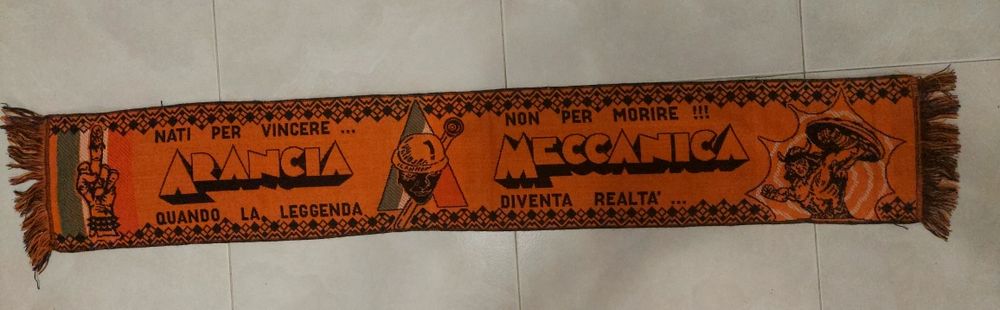 NATI PER VINCERE ...
ARANCIA
QUANDO LA LEGGENDA
NON PER MORIRE !!!
MECCANICA
DIVENTA REALTA' ...